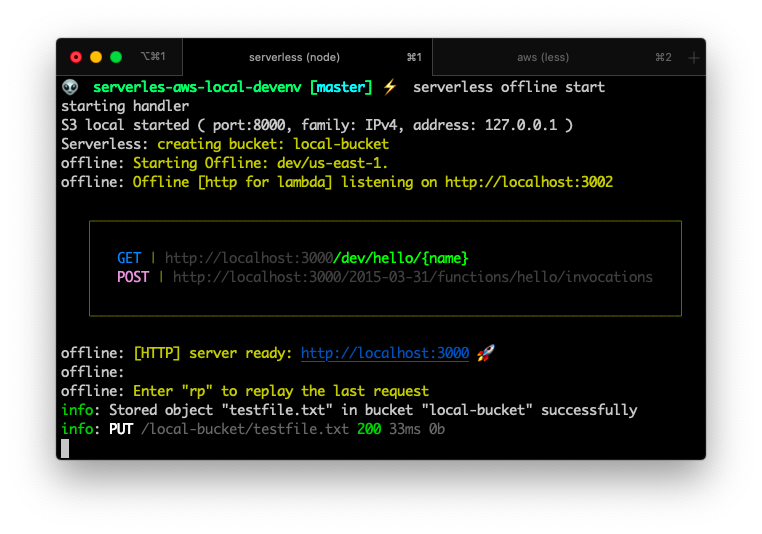 ⌥⌘1 serverless (node) ⌘1 aws (less) ⌘2 +
👽 serverles-aws-local-devenv [master] ⚡ serverless offline start
starting handler
S3 local started ( port:8000, family: IPv4, address: 127.0.0.1 )
Serverless: creating bucket: local-bucket
offline: Starting Offline: dev/us-east-1.
offline: Offline [http for lambda] listening on http://localhost:3002
GET | http://localhost:3000/dev/hello/{name}
POST | http://localhost:3000/2015-03-31/functions/hello/invocations
offline: [HTTP] server ready: http://localhost:3000 🚀
offline:
offline: Enter "rp" to replay the last request
info: Stored object "testfile.txt" in bucket "local-bucket" successfully
info: PUT /local-bucket/testfile.txt 200 33ms 0b